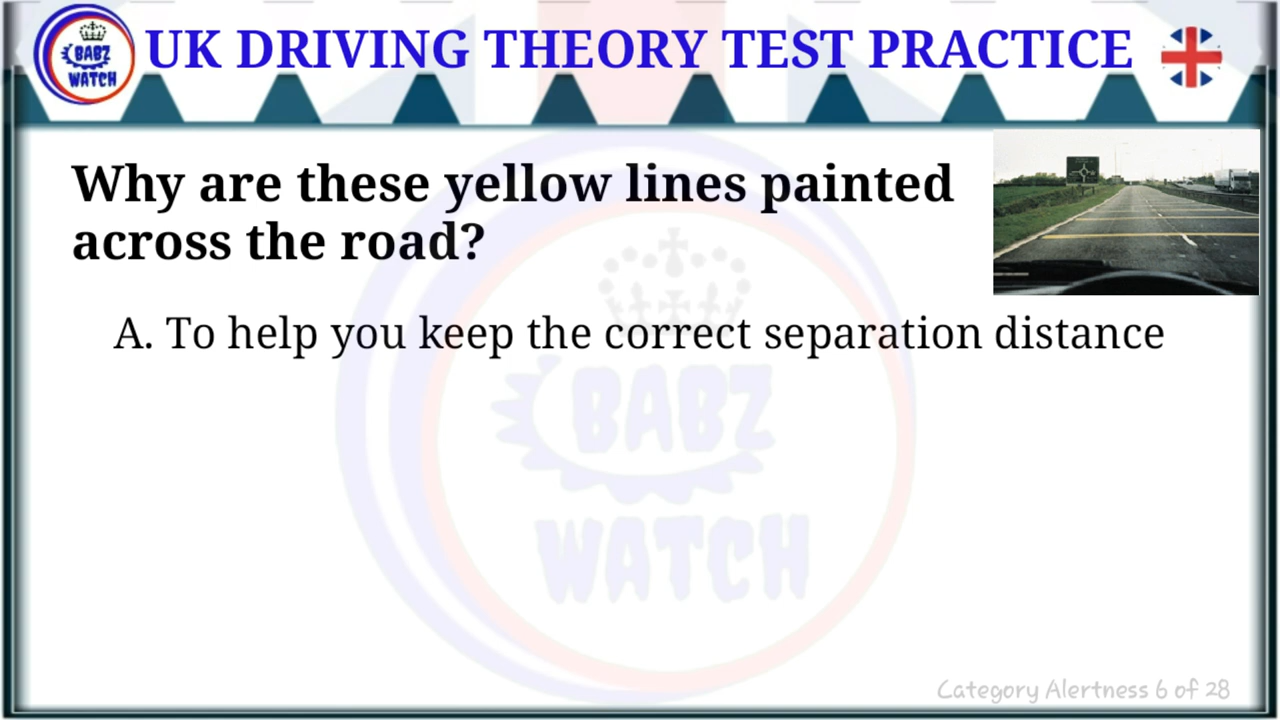 BABZ
WATCH
UK DRIVING THEORY TEST PRACTICE
Why are these yellow lines painted
across the road?
A. To help you keep the correct separation distance
BABZ
WATCH
Category Alertness 6 of 28